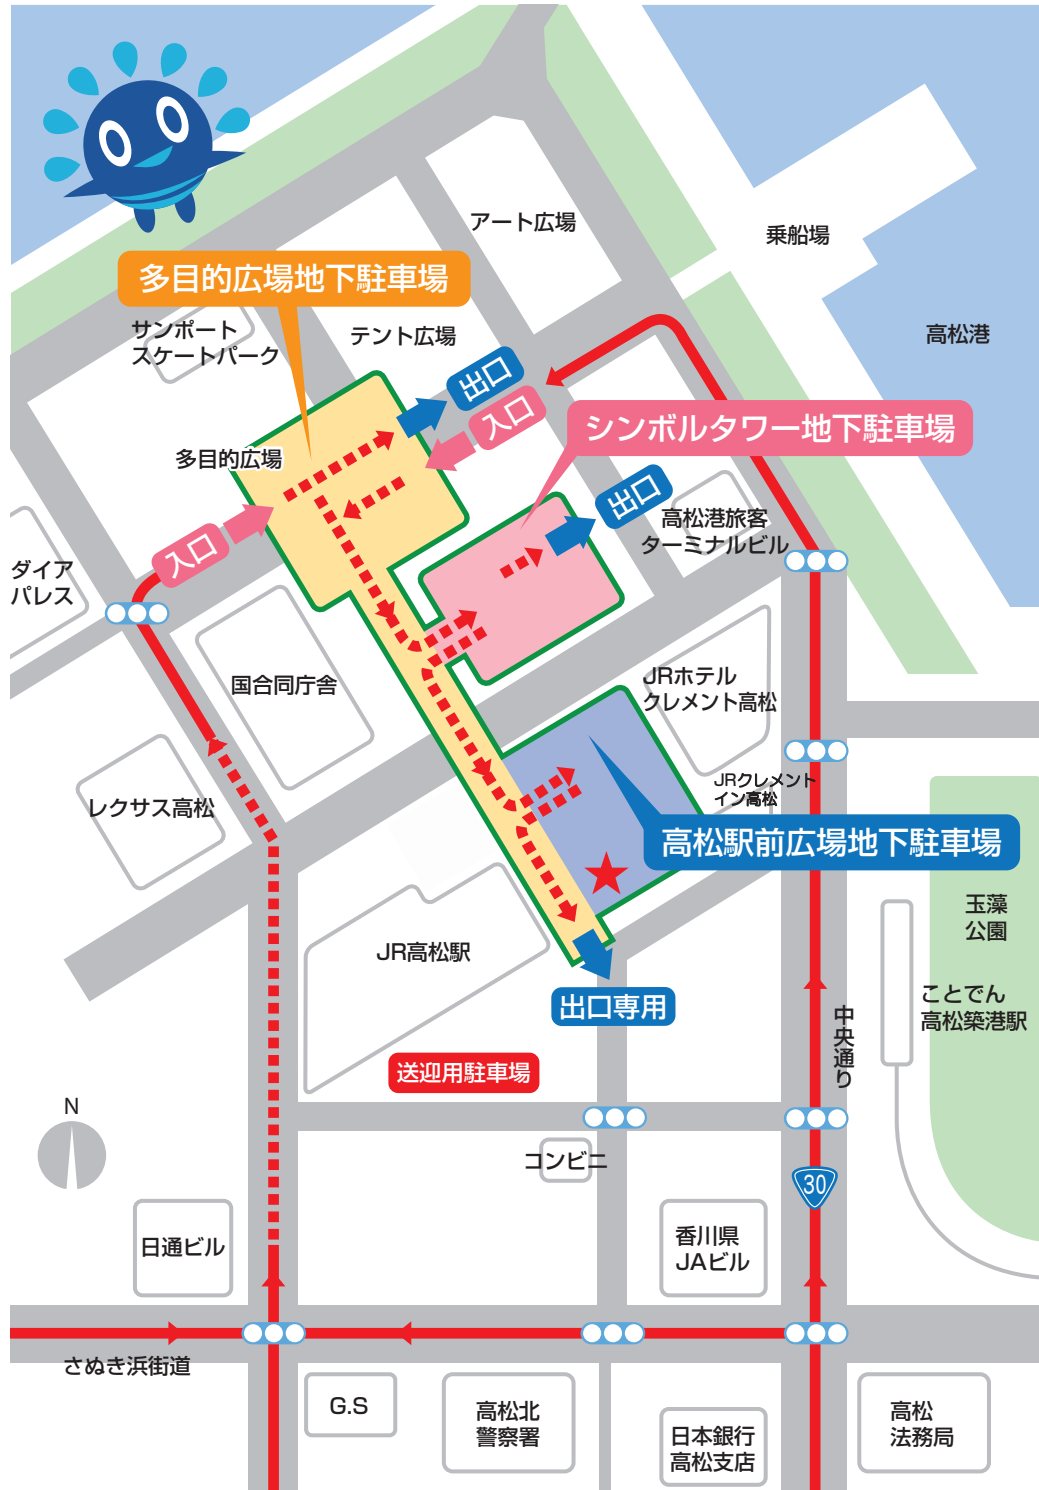 アート広場
乗船場
多目的広場地下駐車場
サンポート
スケートパーク
テント広場
高松港
出口
入口
シンボルタワー地下駐車場
多目的広場
出口
高松港旅客
ターミナルビル
入口
ダイア
パレス
国合同庁舎
JRホテル
クレメント高松
レクサス高松
JRクレメント
イン高松
高松駅前広場地下駐車場
玉藻
公園
JR高松駅
出口専用
ことでん
高松築港駅
中央通り
送迎用駐車場
N
コンビニ
30
日通ビル
香川県
JAビル
さぬき浜街道
G.S
高松北
警察署
日本銀行
高松支店
高松
法務局